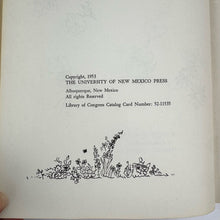 Copyright, 1953
THE UNIVERSITY OF NEW MEXICO PRESS
Albuquerque, New Mexico
All rights Reserved
Library of Congress Catalog Card Number: 52-11535